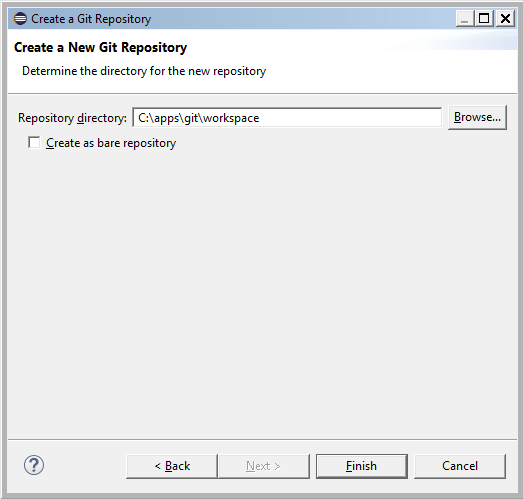 Create a Git Repository
Create a New Git Repository
Determine the directory for the new repository
Repository directory: C:\apps\git\workspace Browse...
Create as bare repository
? < Back Next > Finish Cancel